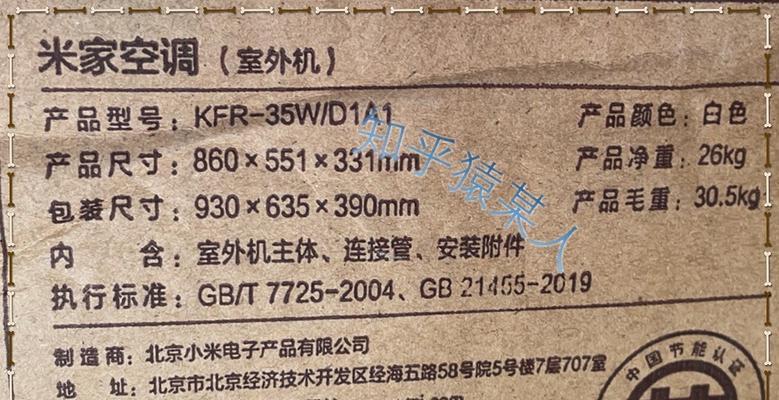 米家空调（室外机）
产品型号：KFR-35W/D1A1 产品颜色：白色
产品尺寸：860×551×331mm 产品净重：26kg
包装尺寸：930×635×390mm 产品毛重：30.5kg
内 含：室外机主体、连接管、安装附件
执行标准：GB/T 7725-2004、GB 21455-2019
制造商：北京小米电子产品有限公司
地 址：北京市北京经济技术开发区经海五路58号院5号楼7层707室
中国节能认证
知乎猿某人